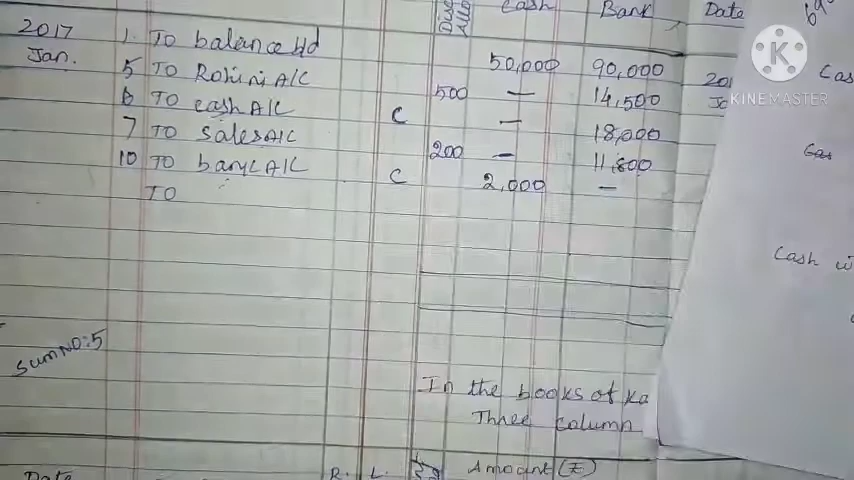 Cash Bank Date
2017 1. To balance b/d 50,000 90,000
Jan. 5 To Rohini A/C 500 — 14,500
6 To cash A/C C — 18,000
7 To sales A/C 200 — 11,800
10 To bank A/C C 2,000 —
To
KINEMASTER
Cash
Sum No:5
In the books of Ka
Three column
Date R. L. Amount (₹)